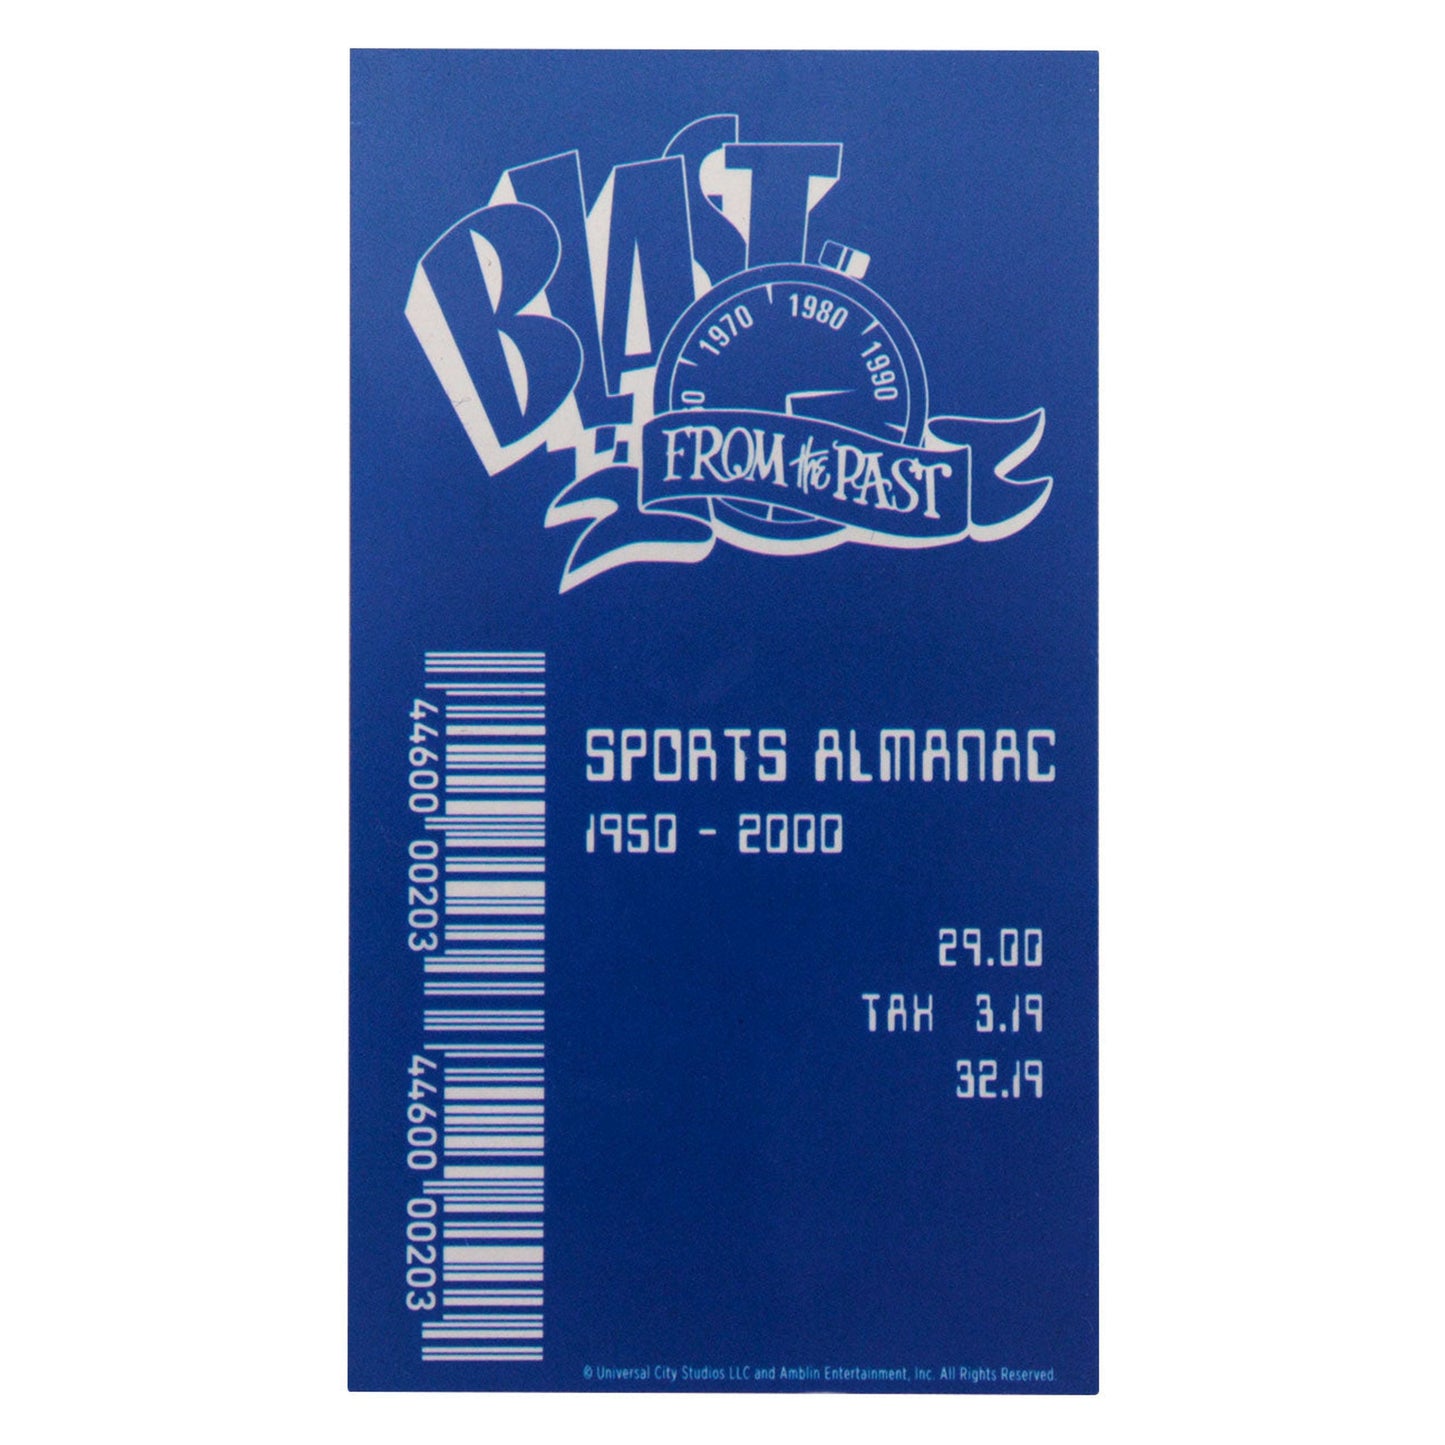 BLAST
1970 1980 1990
FROM the PAST
44600 00203
SPORTS ALMANAC
1950 - 2000
29.00
TAX 3.19
32.19
44600 00203
© Universal City Studios LLC and Amblin Entertainment, Inc. All Rights Reserved.